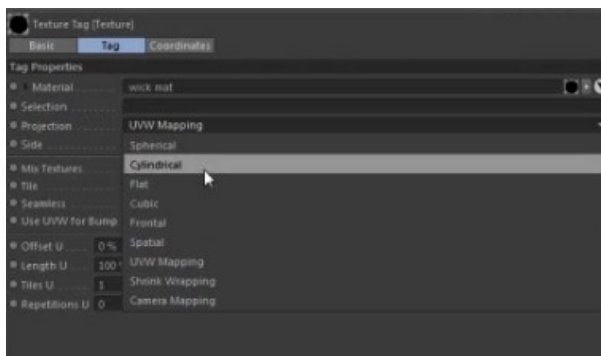 Texture Tag [Texture]
Basic Tag Coordinates
Tag Properties
Material wick mat
Selection
Projection UVW Mapping
Side Spherical
Cylindrical
Mix Textures
Tile Flat
Seamless Cubic
Use UVW for Bump Frontal
Offset U 0 % Spatial
Length U 100 UVW Mapping
Tiles U 1 Shrink Wrapping
Repetitions U 0 Camera Mapping